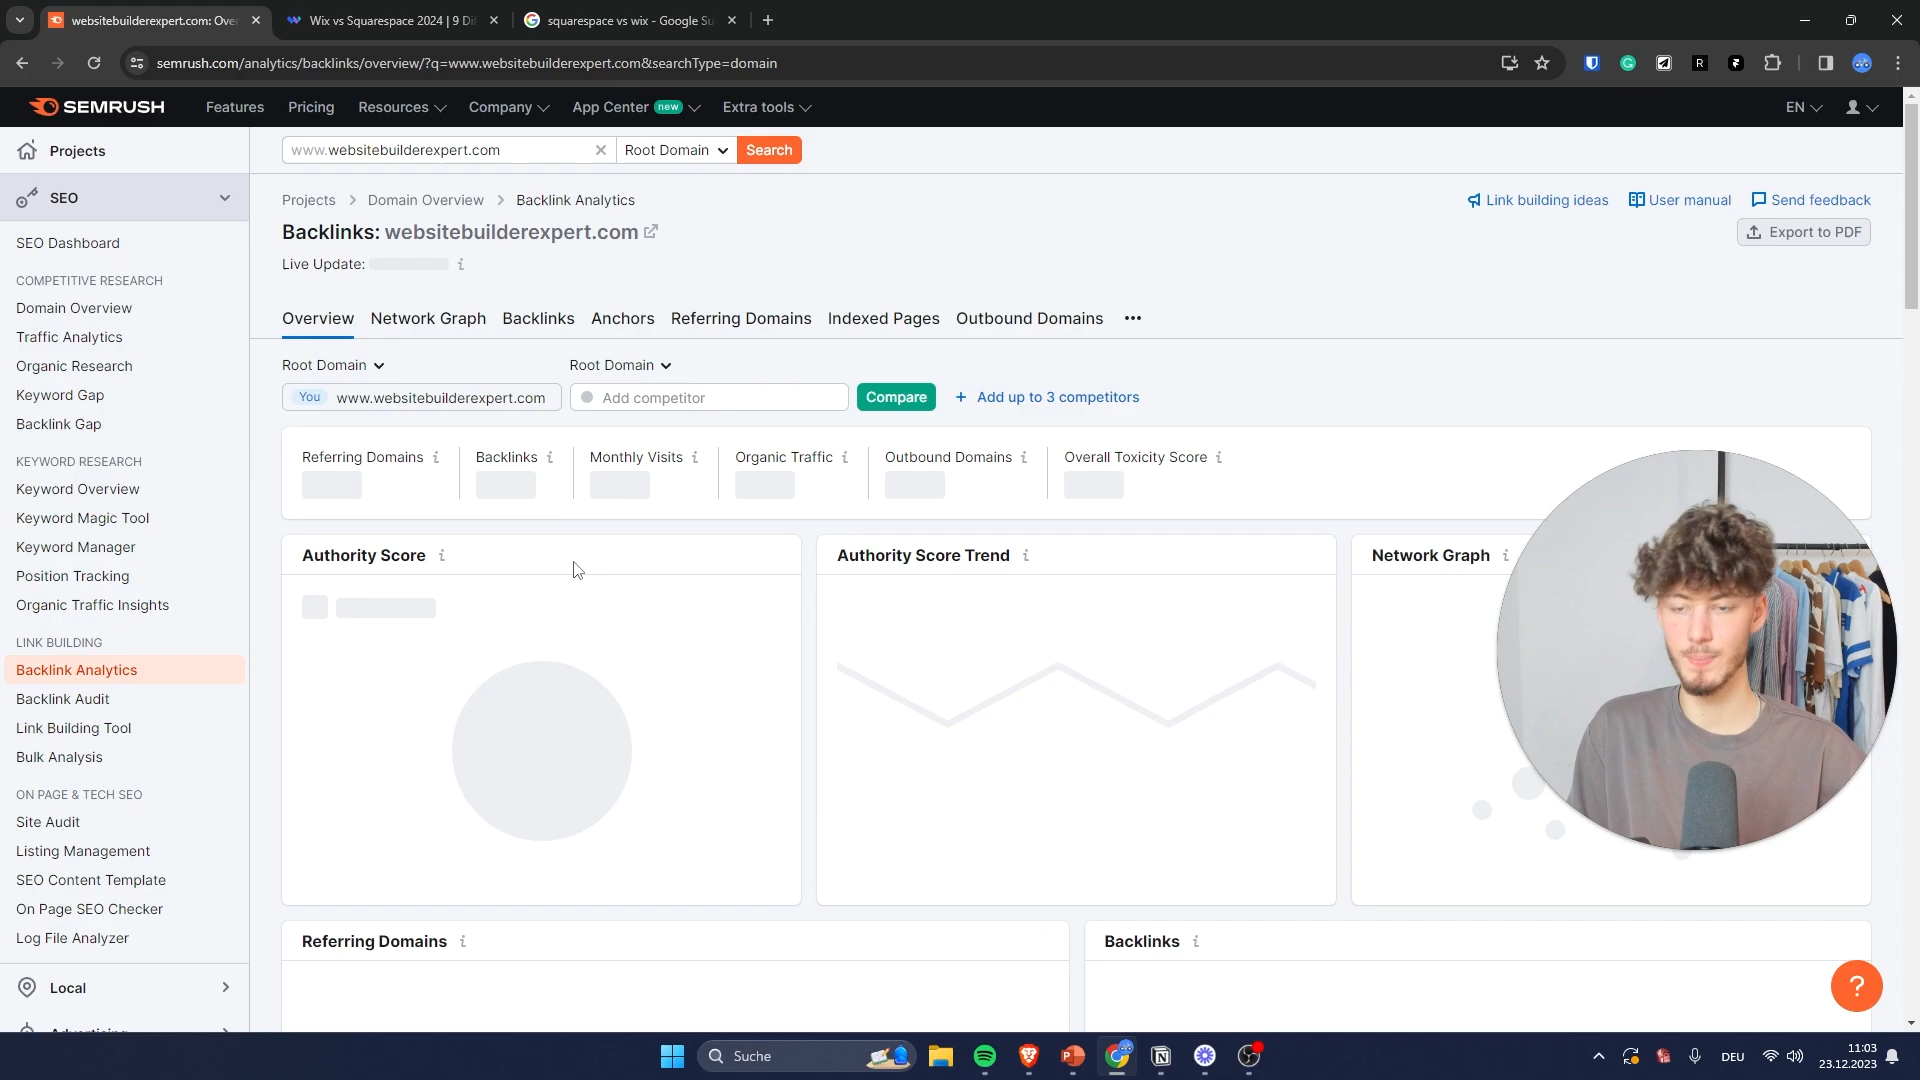 websitebuilderexpert.com: Over
Wix vs Squarespace 2024 | 9 Di
squarespace vs wix - Google Su
semrush.com/analytics/backlinks/overview/?q=www.websitebuilderexpert.com&searchType=domain
SEMRUSH
Features
Pricing
Resources
Company
App Center new
Extra tools
EN
Projects
www.websitebuilderexpert.com
Root Domain
Search
SEO
Projects > Domain Overview > Backlink Analytics
Link building ideas
User manual
Send feedback
Backlinks: websitebuilderexpert.com
Export to PDF
Live Update:
SEO Dashboard
COMPETITIVE RESEARCH
Domain Overview
Traffic Analytics
Organic Research
Keyword Gap
Backlink Gap
KEYWORD RESEARCH
Keyword Overview
Keyword Magic Tool
Keyword Manager
Position Tracking
Organic Traffic Insights
LINK BUILDING
Backlink Analytics
Backlink Audit
Link Building Tool
Bulk Analysis
ON PAGE & TECH SEO
Site Audit
Listing Management
SEO Content Template
On Page SEO Checker
Log File Analyzer
Local
Advertising
Overview
Network Graph
Backlinks
Anchors
Referring Domains
Indexed Pages
Outbound Domains
Root Domain
Root Domain
You www.websitebuilderexpert.com
Add competitor
Compare
+ Add up to 3 competitors
Referring Domains
Backlinks
Monthly Visits
Organic Traffic
Outbound Domains
Overall Toxicity Score
Authority Score
Authority Score Trend
Network Graph
Referring Domains
Backlinks
?
Suche
DEU
11:03
23.12.2023